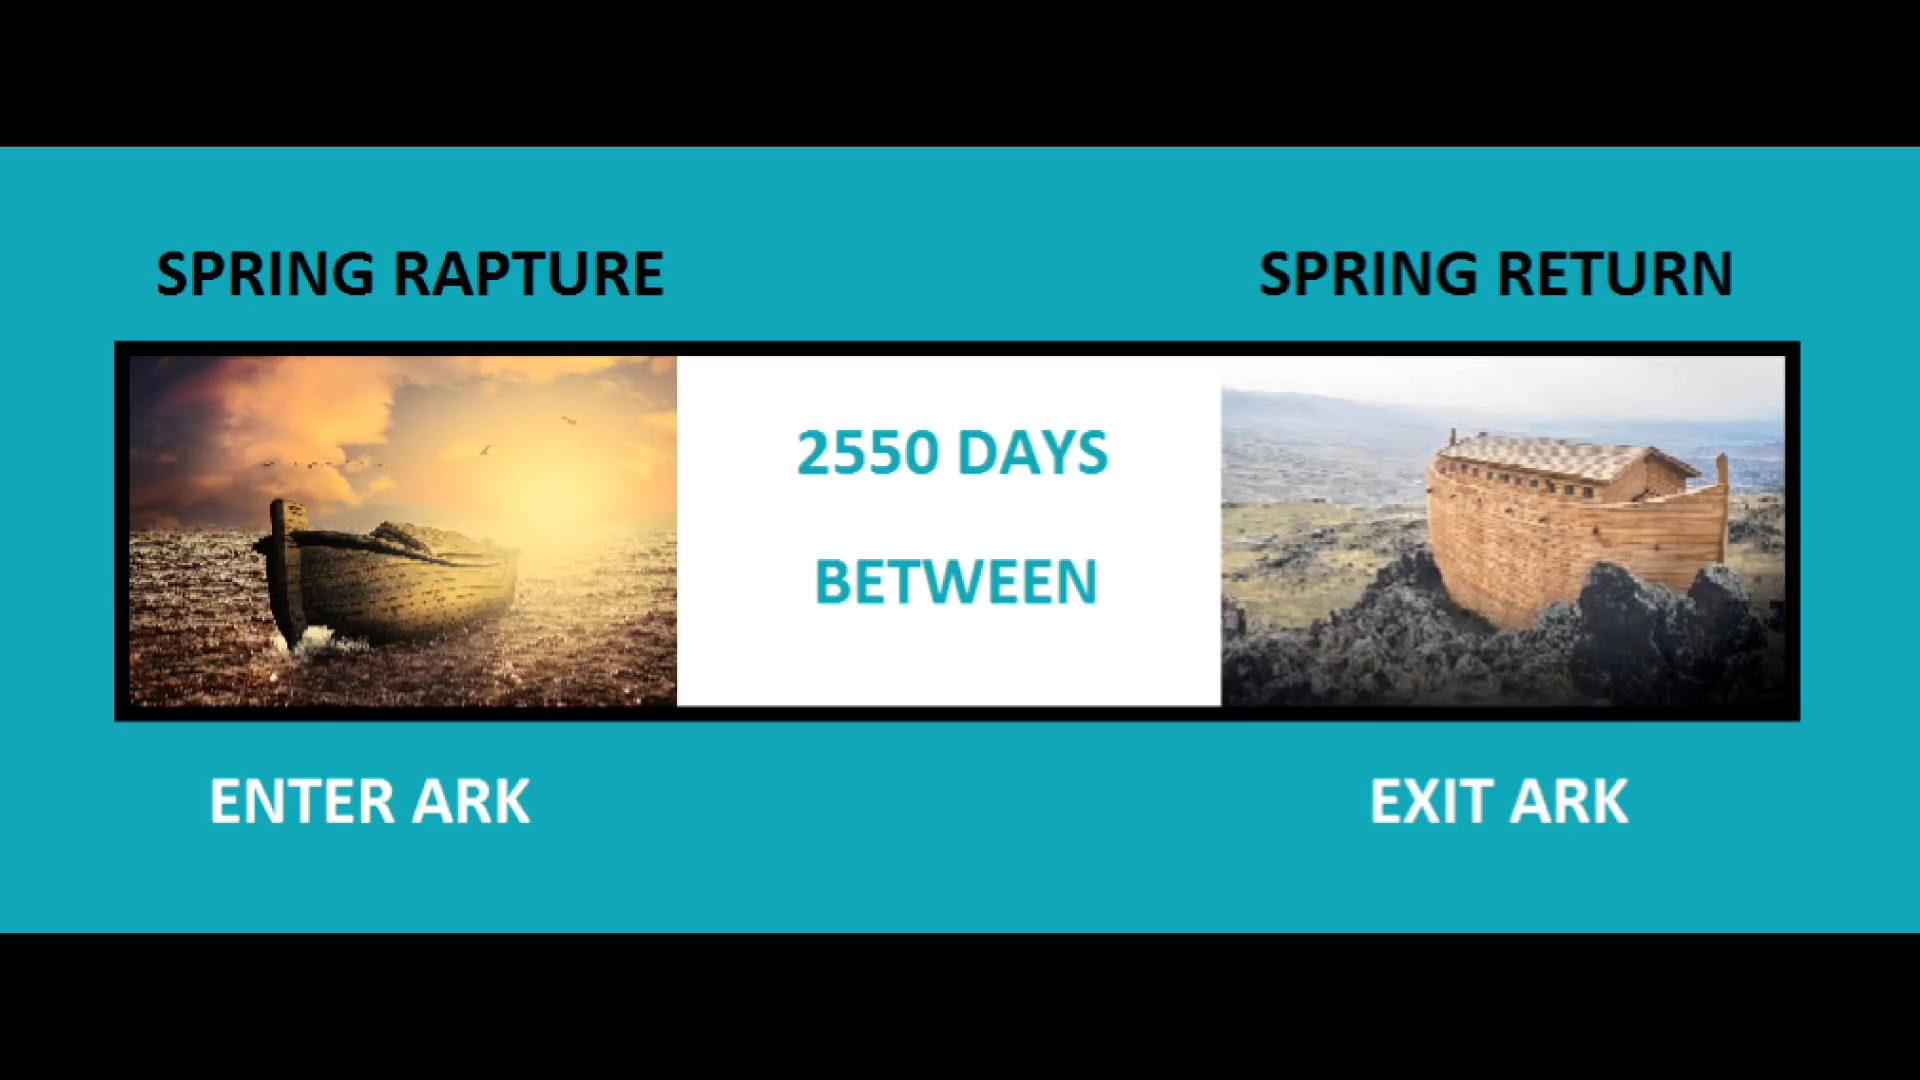 SPRING RAPTURE
SPRING RETURN
2550 DAYS
BETWEEN
ENTER ARK
EXIT ARK